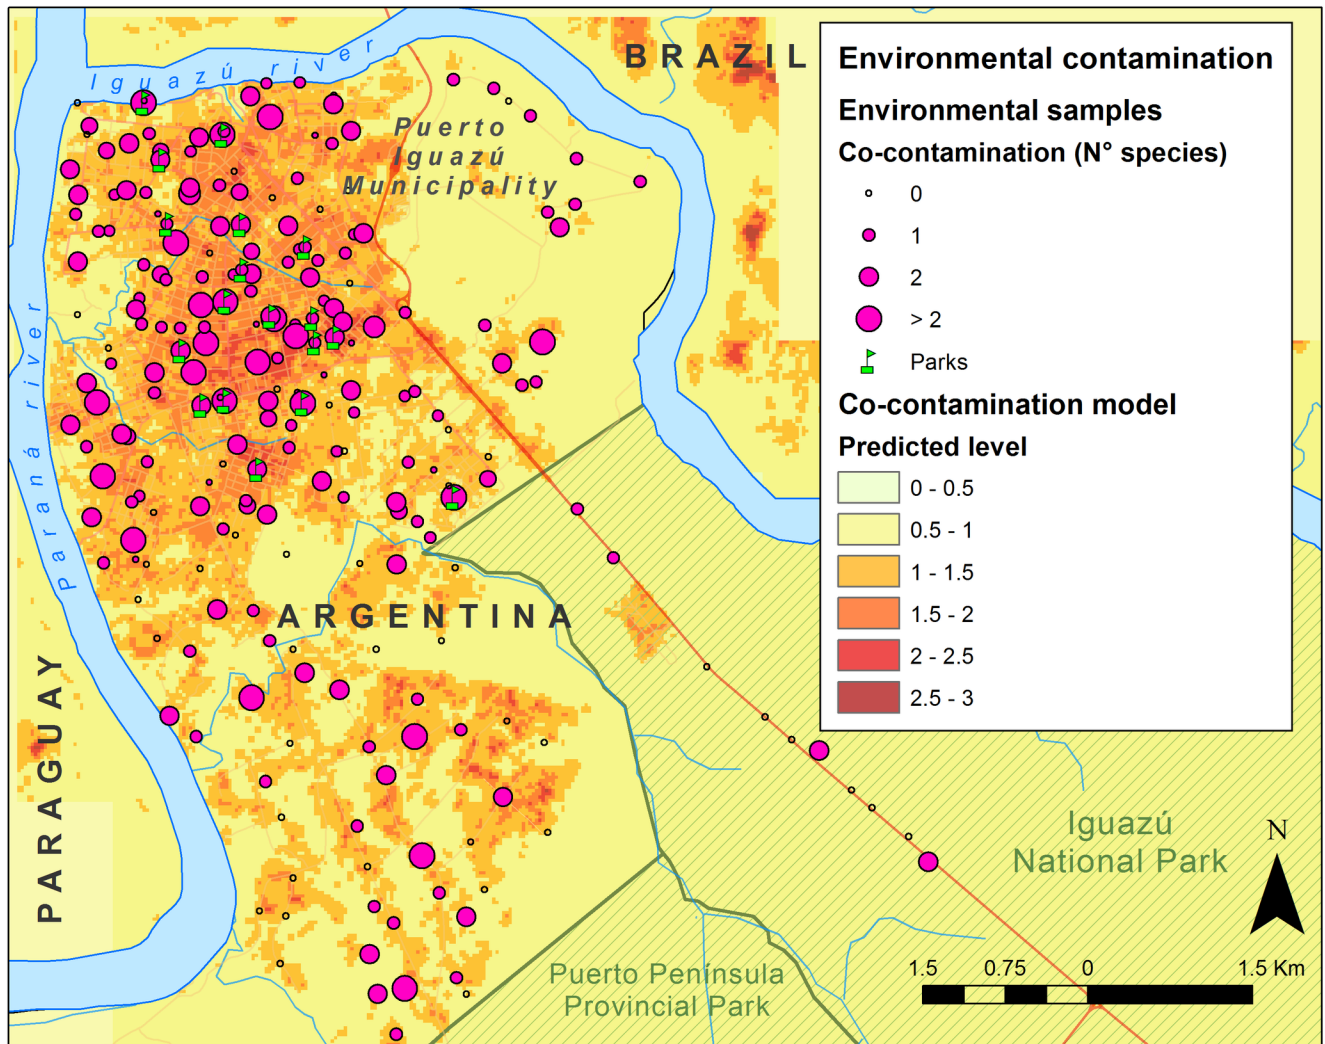 Iguazú river
BRAZIL
Puerto
Iguazú
Municipality
Paraná river
ARGENTINA
PARAGUAY
Iguazú
National Park
Puerto Península
Provincial Park
Environmental contamination
Environmental samples
Co-contamination (N° species)
0
1
2
> 2
Parks
Co-contamination model
Predicted level
0 - 0.5
0.5 - 1
1 - 1.5
1.5 - 2
2 - 2.5
2.5 - 3
N
1.5 0.75 0 1.5 Km